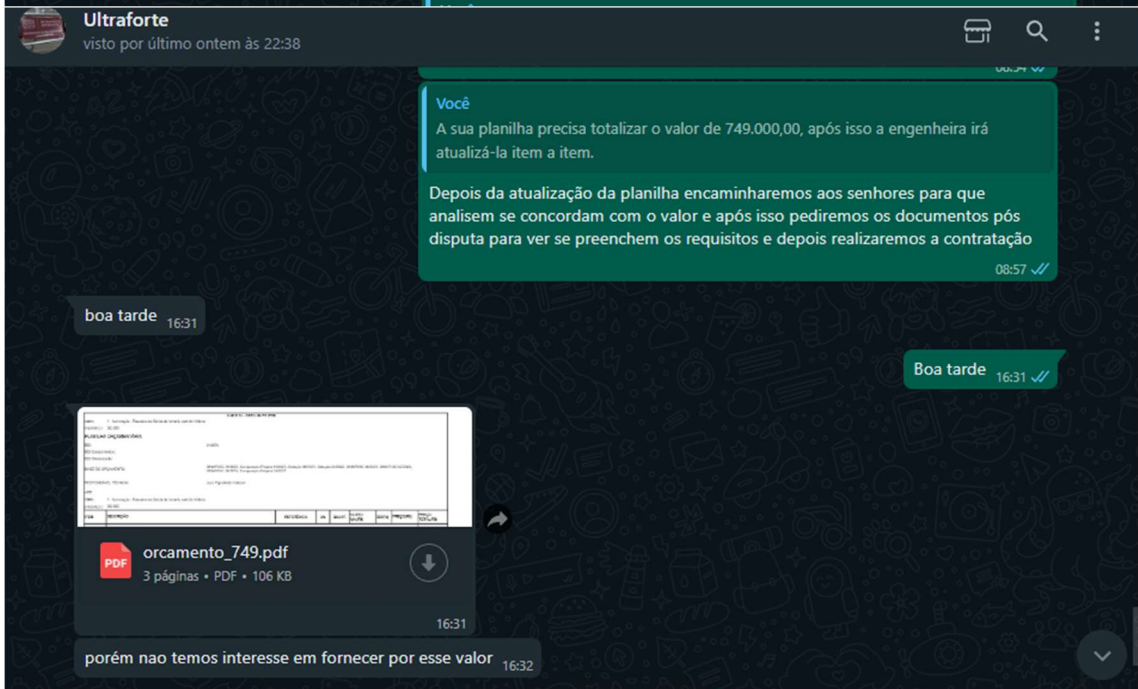 Ultraforte
visto por último ontem às 22:38
Você
A sua planilha precisa totalizar o valor de 749.000,00, após isso a engenheira irá
atualizá-la item a item.
Depois da atualização da planilha encaminharemos aos senhores para que
analisem se concordam com o valor e após isso pediremos os documentos pós
disputa para ver se preenchem os requisitos e depois realizaremos a contratação
08:57
boa tarde 16:31
Boa tarde 16:31
PDF
orcamento_749.pdf
3 páginas • PDF • 106 KB
16:31
porém nao temos interesse em fornecer por esse valor 16:32